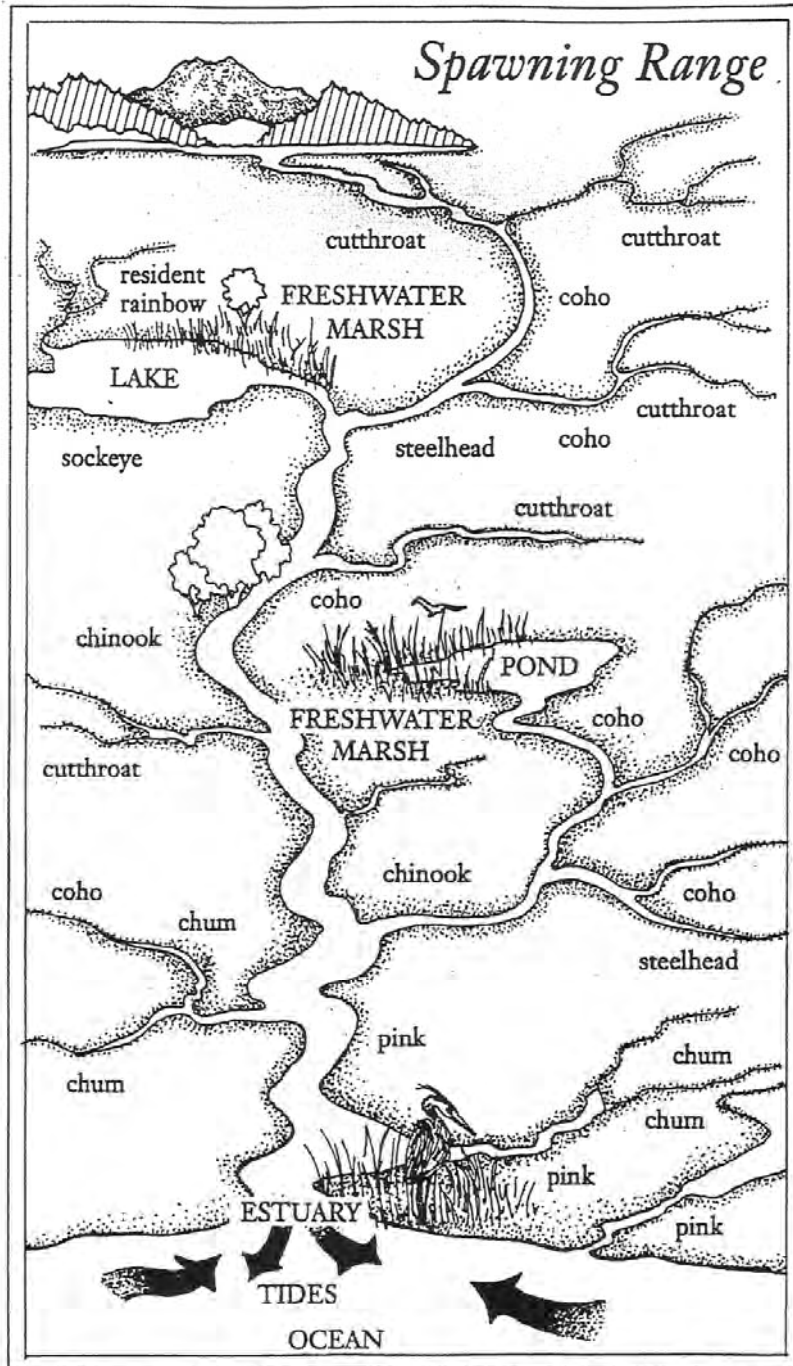 Spawning Range
cutthroat
cutthroat
resident
rainbow
FRESHWATER
MARSH
coho
LAKE
cutthroat
sockeye
steelhead
coho
cutthroat
coho
chinook
POND
FRESHWATER
MARSH
coho
coho
cutthroat
chinook
coho
coho
chum
steelhead
pink
chum
chum
chum
pink
pink
ESTUARY
TIDES
OCEAN